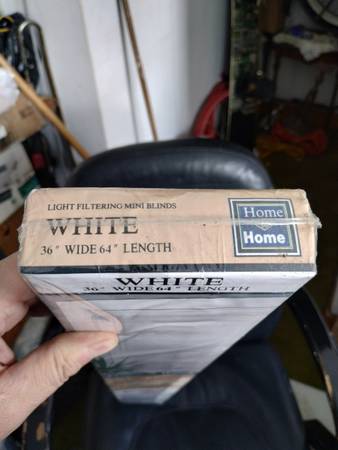 LIGHT FILTERING MINI BLINDS
WHITE
36" WIDE 64" LENGTH
Home
Home
WHITE
36" WIDE 64" LENGTH